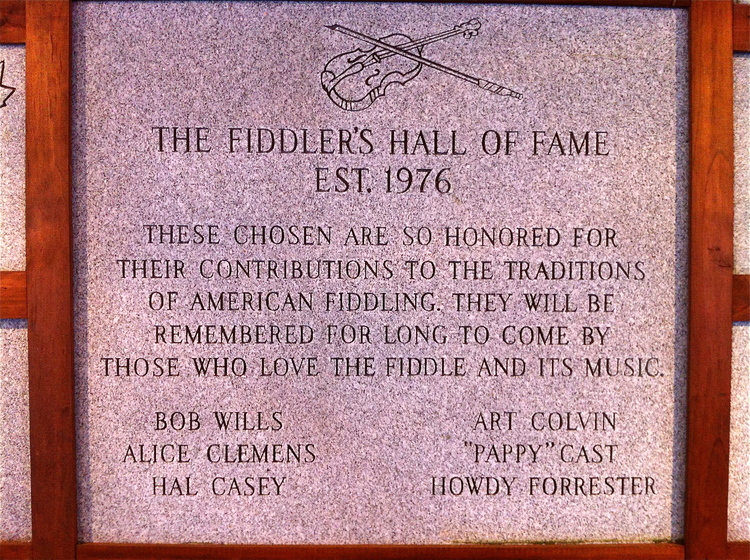 THE FIDDLER'S HALL OF FAME
EST. 1976
THESE CHOSEN ARE SO HONORED FOR
THEIR CONTRIBUTIONS TO THE TRADITIONS
OF AMERICAN FIDDLING. THEY WILL BE
REMEMBERED FOR LONG TO COME BY
THOSE WHO LOVE THE FIDDLE AND ITS MUSIC.
BOB WILLS
ALICE CLEMENS
HAL CASEY
ART COLVIN
"PAPPY" CAST
HOWDY FORRESTER